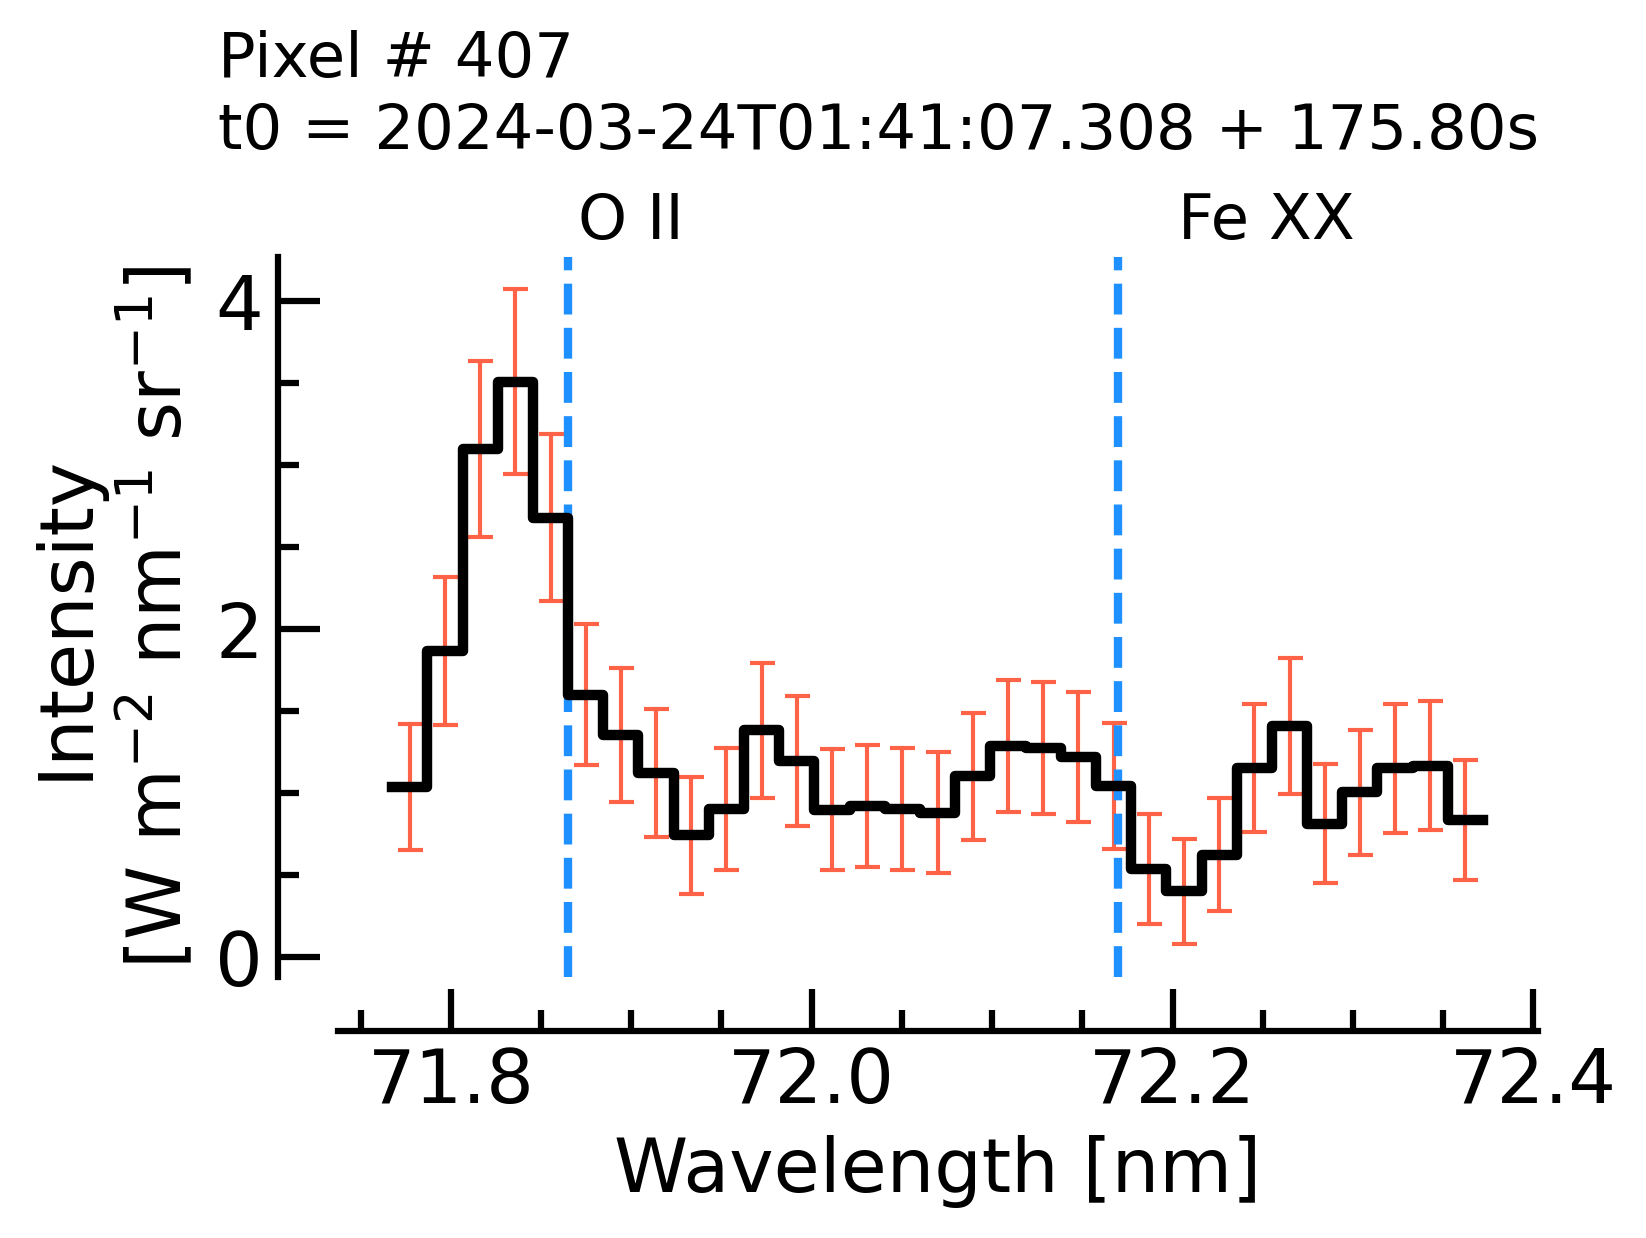 Pixel # 407
t0 = 2024-03-24T01:41:07.308 + 175.80s
O II
Fe XX
Intensity
[W m⁻² nm⁻¹ sr⁻¹]
4
2
0
71.8
72.0
72.2
72.4
Wavelength [nm]